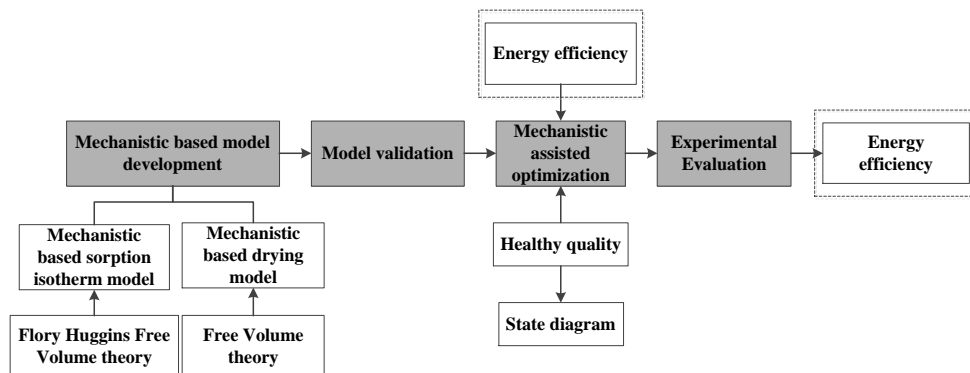 Energy efficiency
Mechanistic based model
development
Model validation
Mechanistic
assisted
optimization
Experimental
Evaluation
Energy
efficiency
Mechanistic
based sorption
isotherm model
Mechanistic
based drying
model
Healthy quality
Flory Huggins Free
Volume theory
Free Volume
theory
State diagram